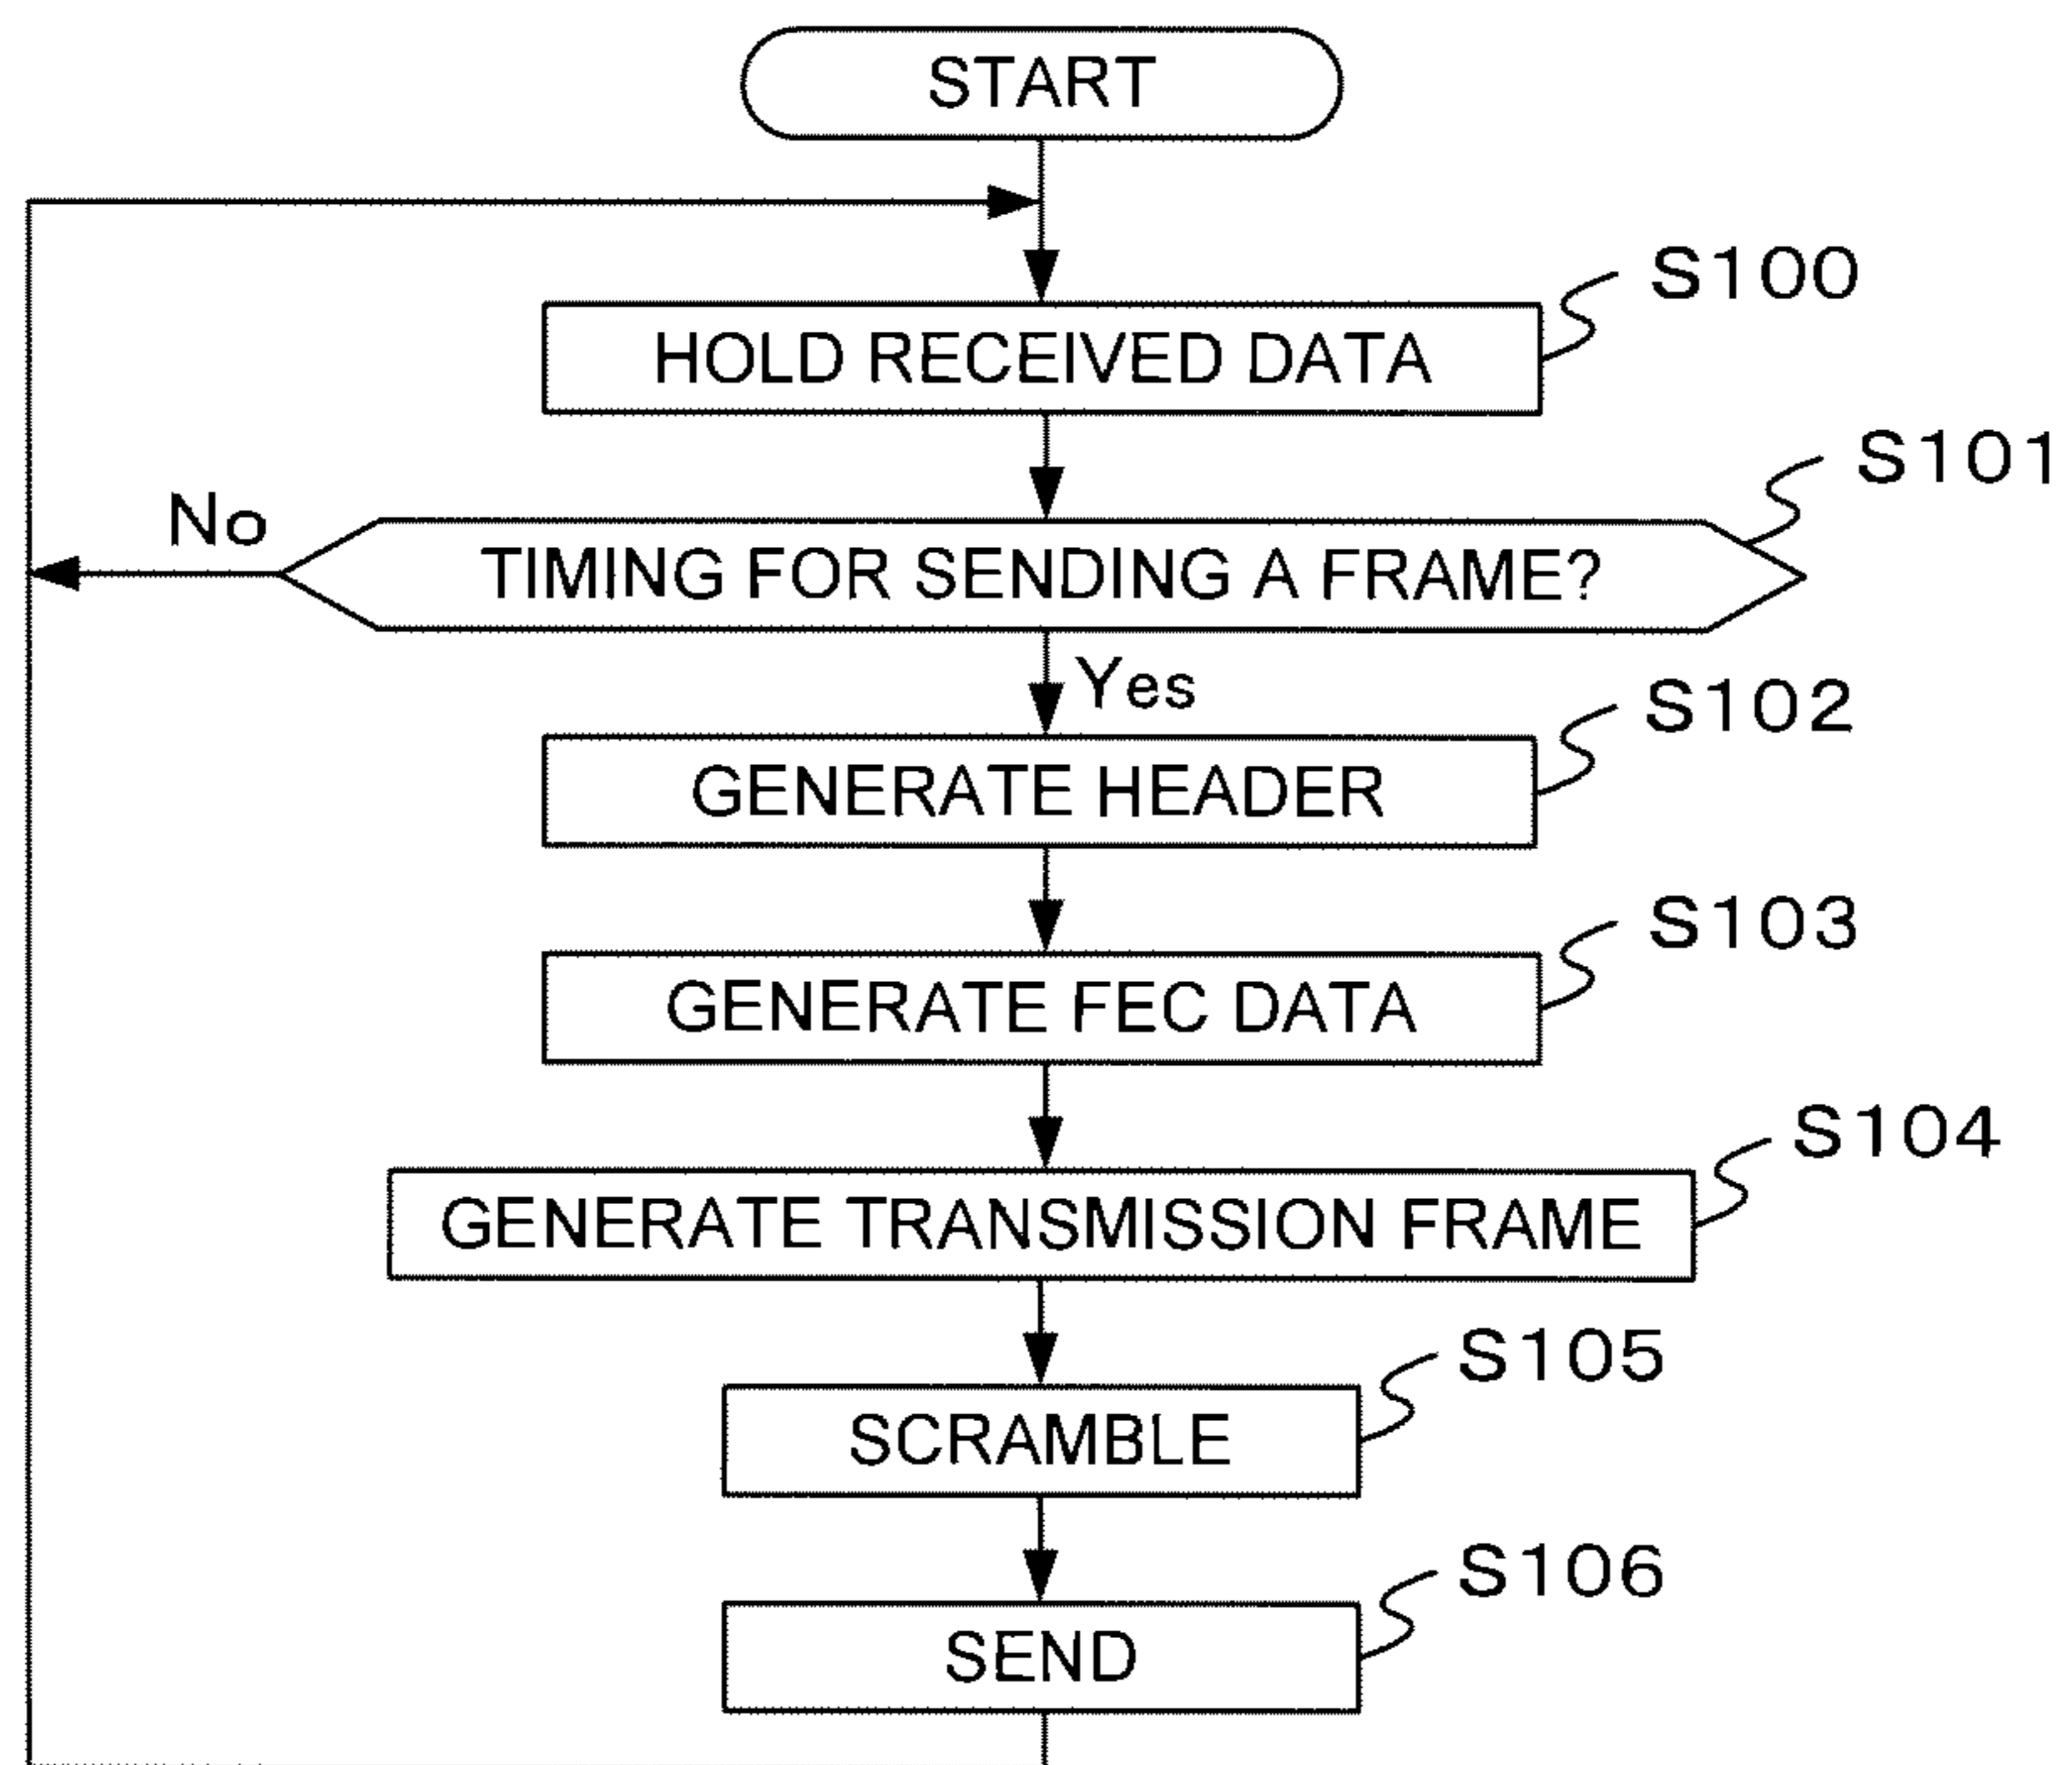 START
S100
HOLD RECEIVED DATA
S101
No
TIMING FOR SENDING A FRAME?
Yes
S102
GENERATE HEADER
S103
GENERATE FEC DATA
S104
GENERATE TRANSMISSION FRAME
S105
SCRAMBLE
S106
SEND